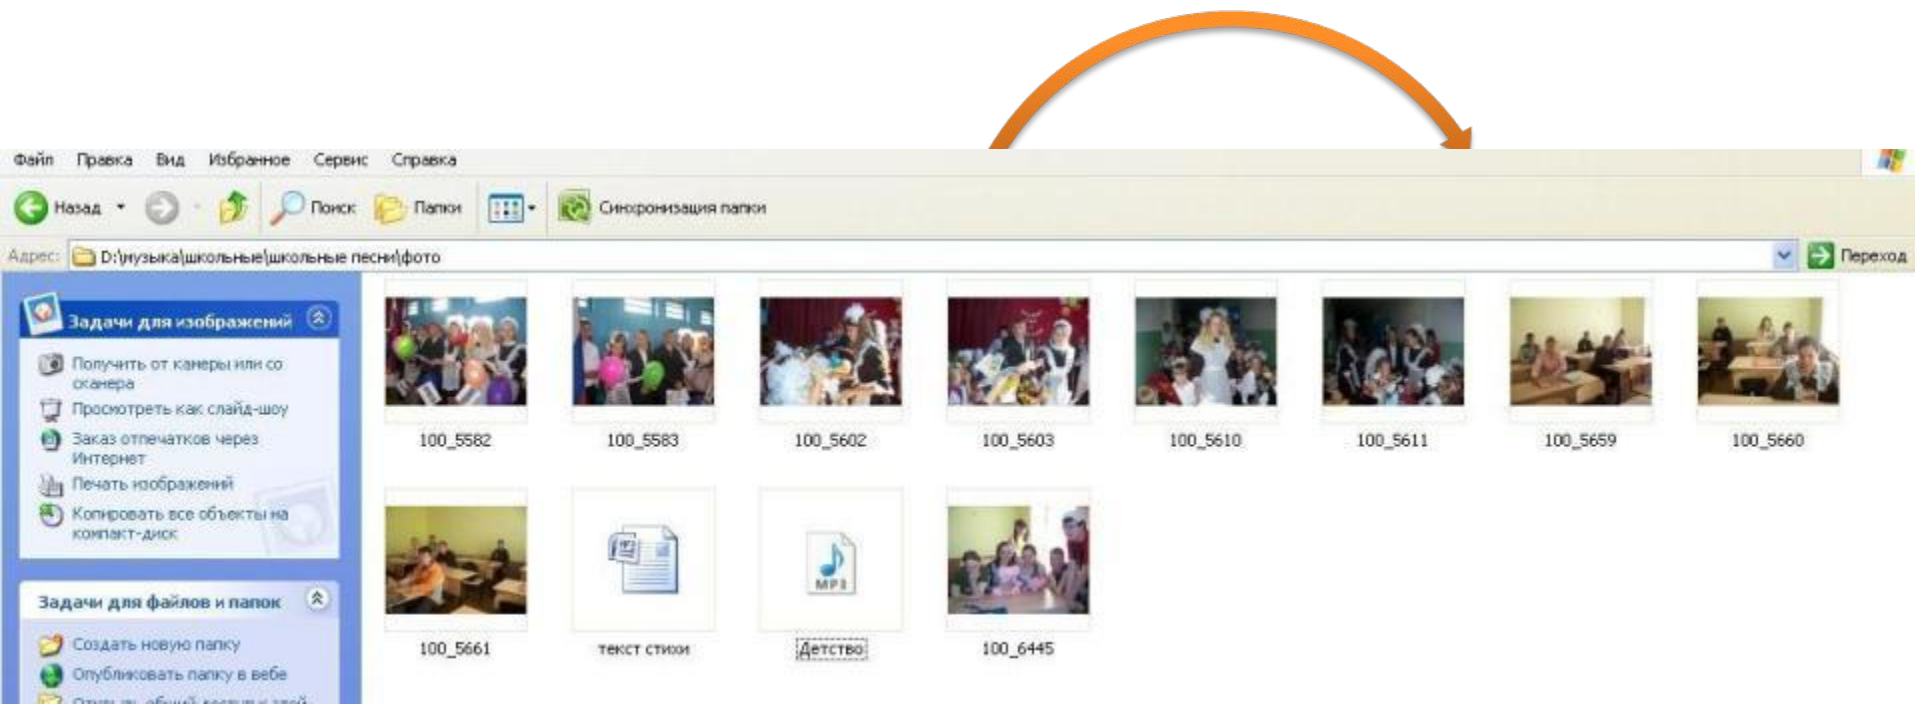 Файл Правка Вид Избранное Сервис Справка
Назад Поиск Папки Синхронизация папки
Адрес: D:\музыка\школьные\школьные песни\фото Переход
Задачи для изображений
Получить от камеры или со
сканера
Просмотреть как слайд-шоу
Заказ отпечатков через
Интернет
Печать изображений
Копировать все объекты на
компакт-диск
Задачи для файлов и папок
Создать новую папку
Опубликовать папку в вебе
100_5582 100_5583 100_5602 100_5603 100_5610 100_5611 100_5659 100_5660
MP3
100_5661 текст стихи Детство 100_6445